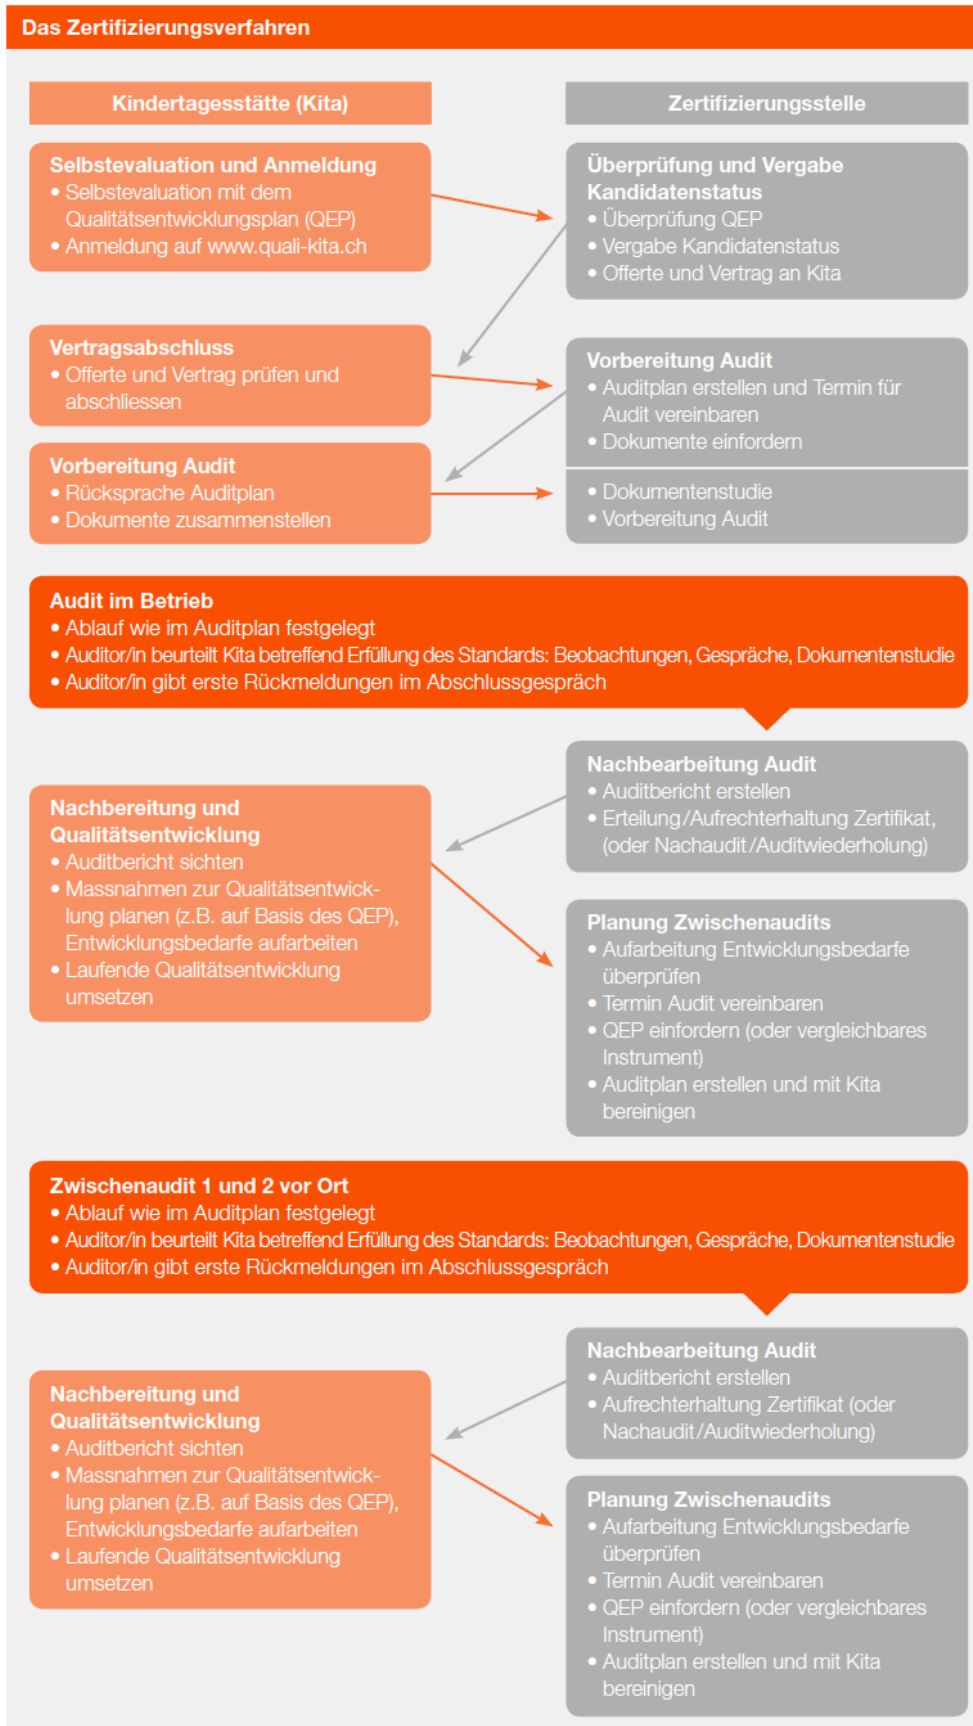 Das Zertifizierungsverfahren
Kindertagesstätte (Kita)
Zertifizierungsstelle
Selbstevaluation und Anmeldung
• Selbstevaluation mit dem
Qualitätsentwicklungsplan (QEP)
• Anmeldung auf www.quali-kita.ch
Überprüfung und Vergabe
Kandidatenstatus
• Überprüfung QEP
• Vergabe Kandidatenstatus
• Offerte und Vertrag an Kita
Vertragsabschluss
• Offerte und Vertrag prüfen und
abschliessen
Vorbereitung Audit
• Auditplan erstellen und Termin für
Audit vereinbaren
• Dokumente einfordern
Vorbereitung Audit
• Rücksprache Auditplan
• Dokumente zusammenstellen
• Dokumentenstudie
• Vorbereitung Audit
Audit im Betrieb
• Ablauf wie im Auditplan festgelegt
• Auditor/in beurteilt Kita betreffend Erfüllung des Standards: Beobachtungen, Gespräche, Dokumentenstudie
• Auditor/in gibt erste Rückmeldungen im Abschlussgespräch
Nachbearbeitung Audit
• Auditbericht erstellen
• Erteilung/Aufrechterhaltung Zertifikat,
(oder Nachaudit/Auditwiederholung)
Nachbereitung und
Qualitätsentwicklung
• Auditbericht sichten
• Massnahmen zur Qualitätsentwick-
lung planen (z.B. auf Basis des QEP),
Entwicklungsbedarfe aufarbeiten
• Laufende Qualitätsentwicklung
umsetzen
Planung Zwischenaudits
• Aufarbeitung Entwicklungsbedarfe
überprüfen
• Termin Audit vereinbaren
• QEP einfordern (oder vergleichbares
Instrument)
• Auditplan erstellen und mit Kita
bereinigen
Zwischenaudit 1 und 2 vor Ort
• Ablauf wie im Auditplan festgelegt
• Auditor/in beurteilt Kita betreffend Erfüllung des Standards: Beobachtungen, Gespräche, Dokumentenstudie
• Auditor/in gibt erste Rückmeldungen im Abschlussgespräch
Nachbearbeitung Audit
• Auditbericht erstellen
• Aufrechterhaltung Zertifikat (oder
Nachaudit/Auditwiederholung)
Nachbereitung und
Qualitätsentwicklung
• Auditbericht sichten
• Massnahmen zur Qualitätsentwick-
lung planen (z.B. auf Basis des QEP),
Entwicklungsbedarfe aufarbeiten
• Laufende Qualitätsentwicklung
umsetzen
Planung Zwischenaudits
• Aufarbeitung Entwicklungsbedarfe
überprüfen
• Termin Audit vereinbaren
• QEP einfordern (oder vergleichbares
Instrument)
• Auditplan erstellen und mit Kita
bereinigen